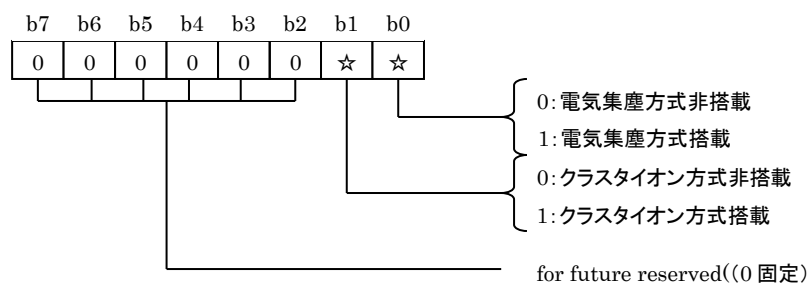 b7 b6 b5 b4 b3 b2 b1 b0
0 0 0 0 0 0 ☆ ☆
0:電気集塵方式非搭載
1:電気集塵方式搭載
0:クラスタイオン方式非搭載
1:クラスタイオン方式搭載
for future reserved((0 固定)